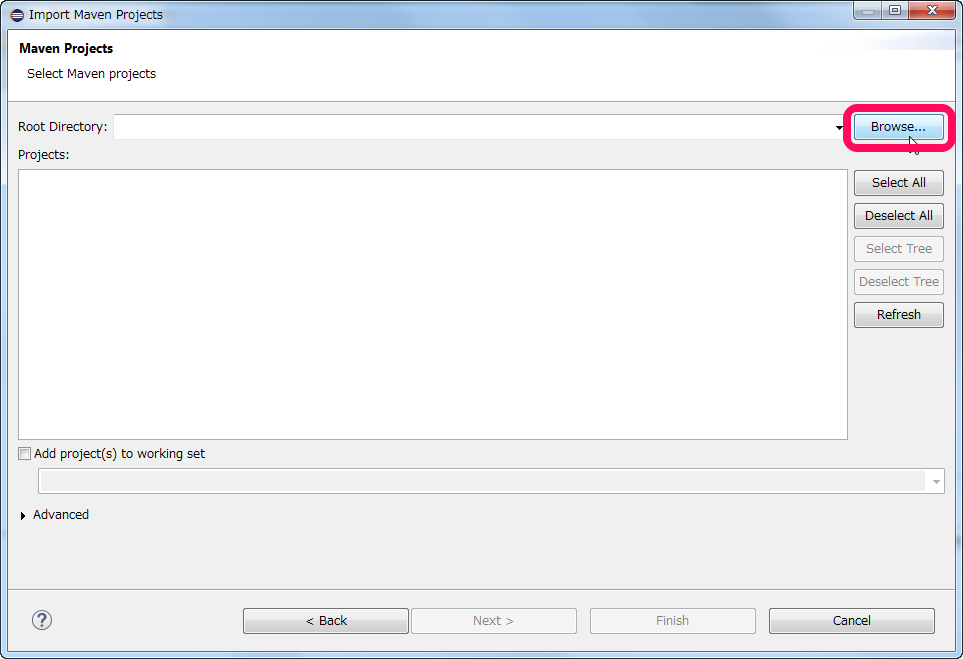 Import Maven Projects
Maven Projects
Select Maven projects
Root Directory:
Browse...
Projects:
Select All
Deselect All
Select Tree
Deselect Tree
Refresh
Add project(s) to working set
Advanced
?
< Back
Next >
Finish
Cancel